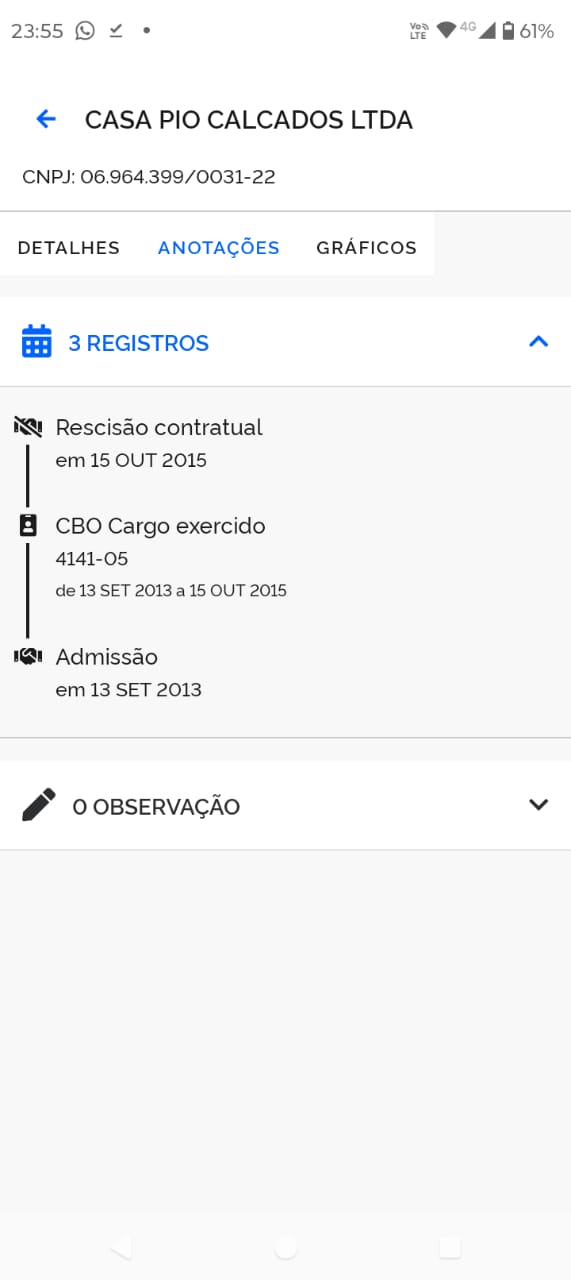 23:55
Vo LTE 4G 61%
CASA PIO CALCADOS LTDA
CNPJ: 06.964.399/0031-22
DETALHES ANOTAÇÕES GRÁFICOS
3 REGISTROS
Rescisão contratual
em 15 OUT 2015
CBO Cargo exercido
4141-05
de 13 SET 2013 a 15 OUT 2015
Admissão
em 13 SET 2013
0 OBSERVAÇÃO